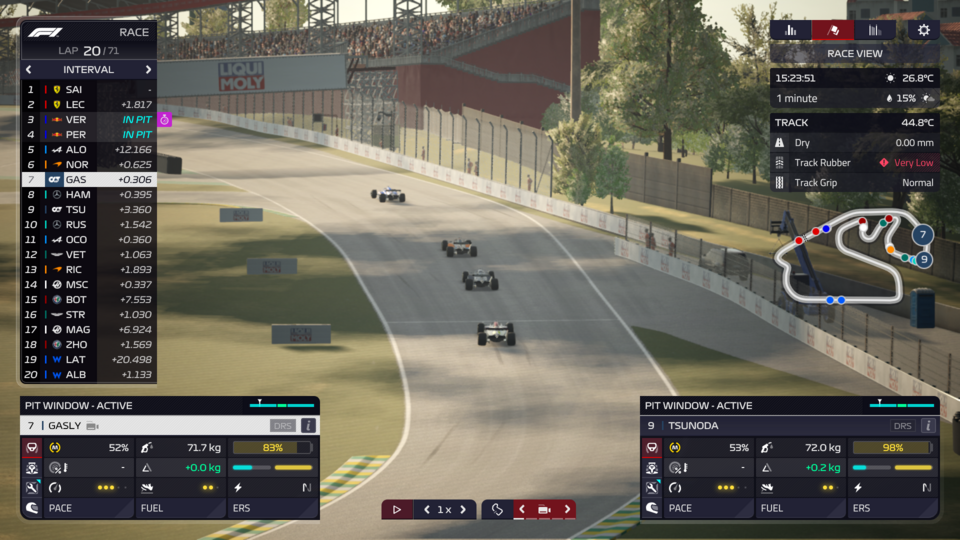 RACE
LAP 20/71
INTERVAL
1 SAI -
2 LEC +1.817
3 VER IN PIT
4 PER IN PIT
5 ALO +12.166
6 NOR +0.625
7 GAS +0.306
8 HAM +0.395
9 TSU +3.360
10 RUS +1.542
11 OCO +0.360
12 VET +1.063
13 RIC +1.893
14 MSC +0.337
15 BOT +7.553
16 STR +1.030
17 MAG +6.924
18 ZHO +1.569
19 LAT +20.498
20 ALB +1.133
LIQUI
MOLY
RACE VIEW
15:23:51 26.8°C
1 minute 15%
TRACK 44.8°C
Dry 0.00 mm
Track Rubber Very Low
Track Grip Normal
7
9
PIT WINDOW - ACTIVE
7 GASLY DRS i
M 52% 71.7 kg 83%
- +0.0 kg
N
PACE FUEL ERS
1x
PIT WINDOW - ACTIVE
9 TSUNODA DRS i
M 53% 72.0 kg 98%
- +0.2 kg
N
PACE FUEL ERS